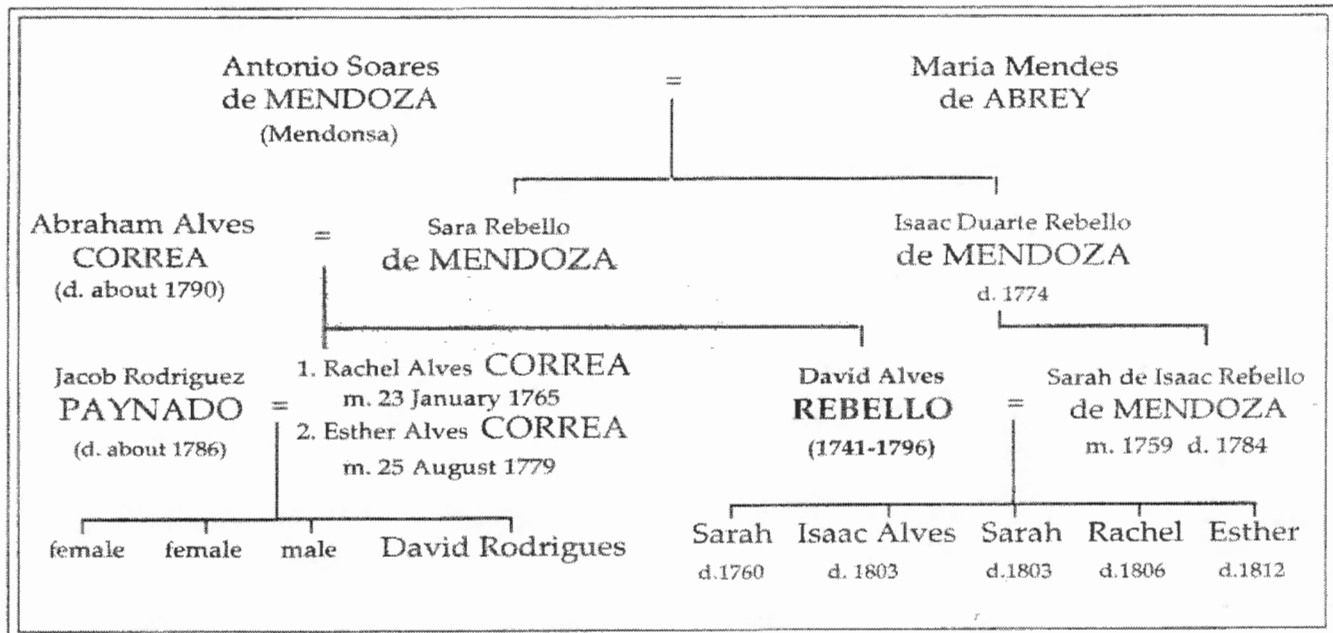 Antonio Soares
de MENDOZA
(Mendonsa)
=
Maria Mendes
de ABREY
Abraham Alves
CORREA
(d. about 1790)
=
Sara Rebello
de MENDOZA
Isaac Duarte Rebello
de MENDOZA
d. 1774
Jacob Rodriguez
PAYNADO
(d. about 1786)
=
1. Rachel Alves CORREA
m. 23 January 1765
2. Esther Alves CORREA
m. 25 August 1779
David Alves
REBELLO
(1741-1796)
=
Sarah de Isaac Rebello
de MENDOZA
m. 1759 d. 1784
female female male David Rodrigues
Sarah Isaac Alves Sarah Rachel Esther
d.1760 d. 1803 d.1803 d.1806 d.1812